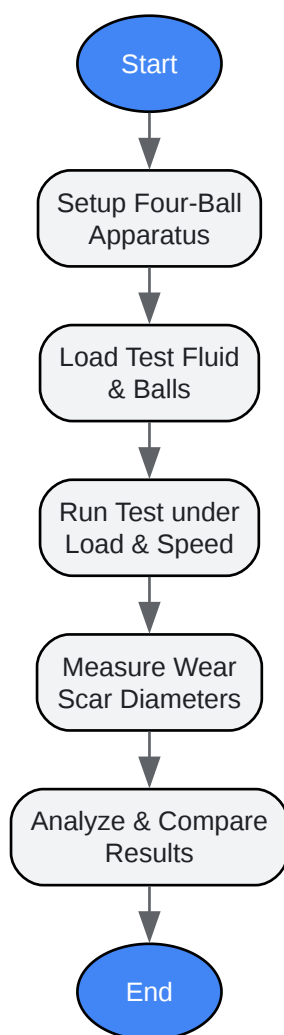 Start
Setup Four-Ball
Apparatus
Load Test Fluid
& Balls
Run Test under
Load & Speed
Measure Wear
Scar Diameters
Analyze & Compare
Results
End